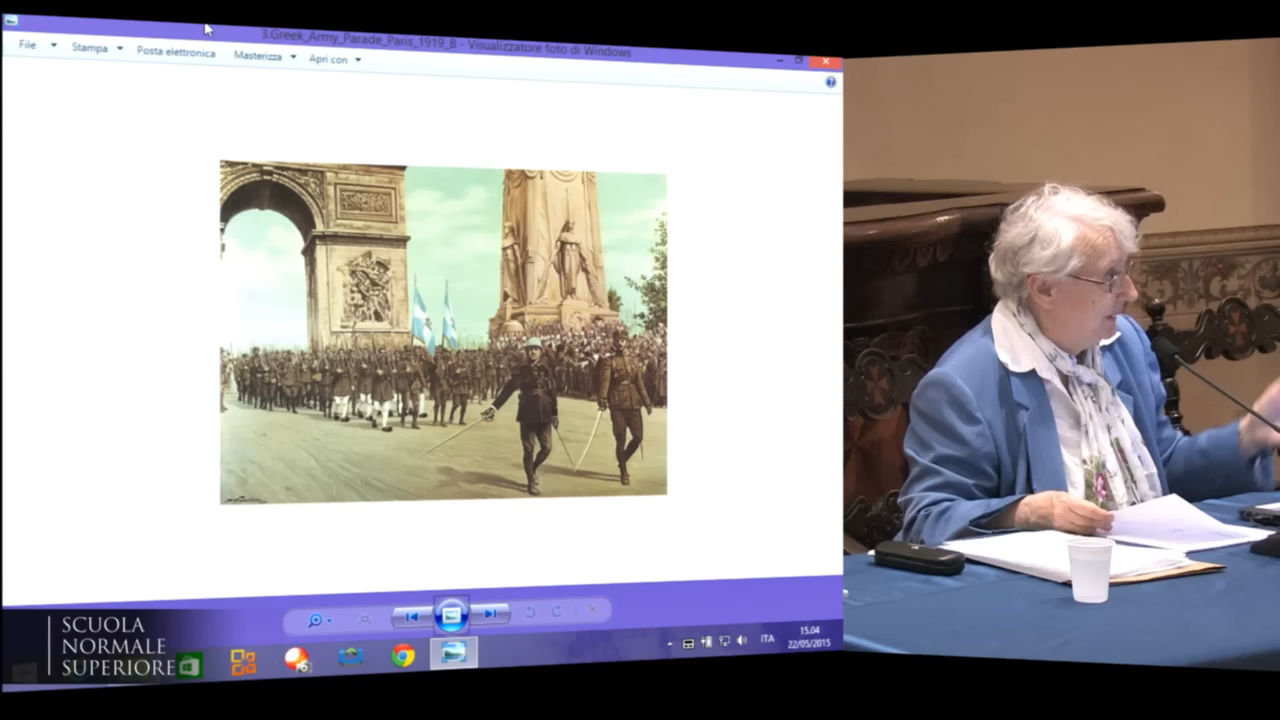 3.Greek_Army_Parade_Paris_1919_B - Visualizzatore foto di Windows
File Stampa Posta elettronica Masterizza Apri con
SCUOLA
NORMALE
SUPERIORE
ITA
15.04
22/05/2015